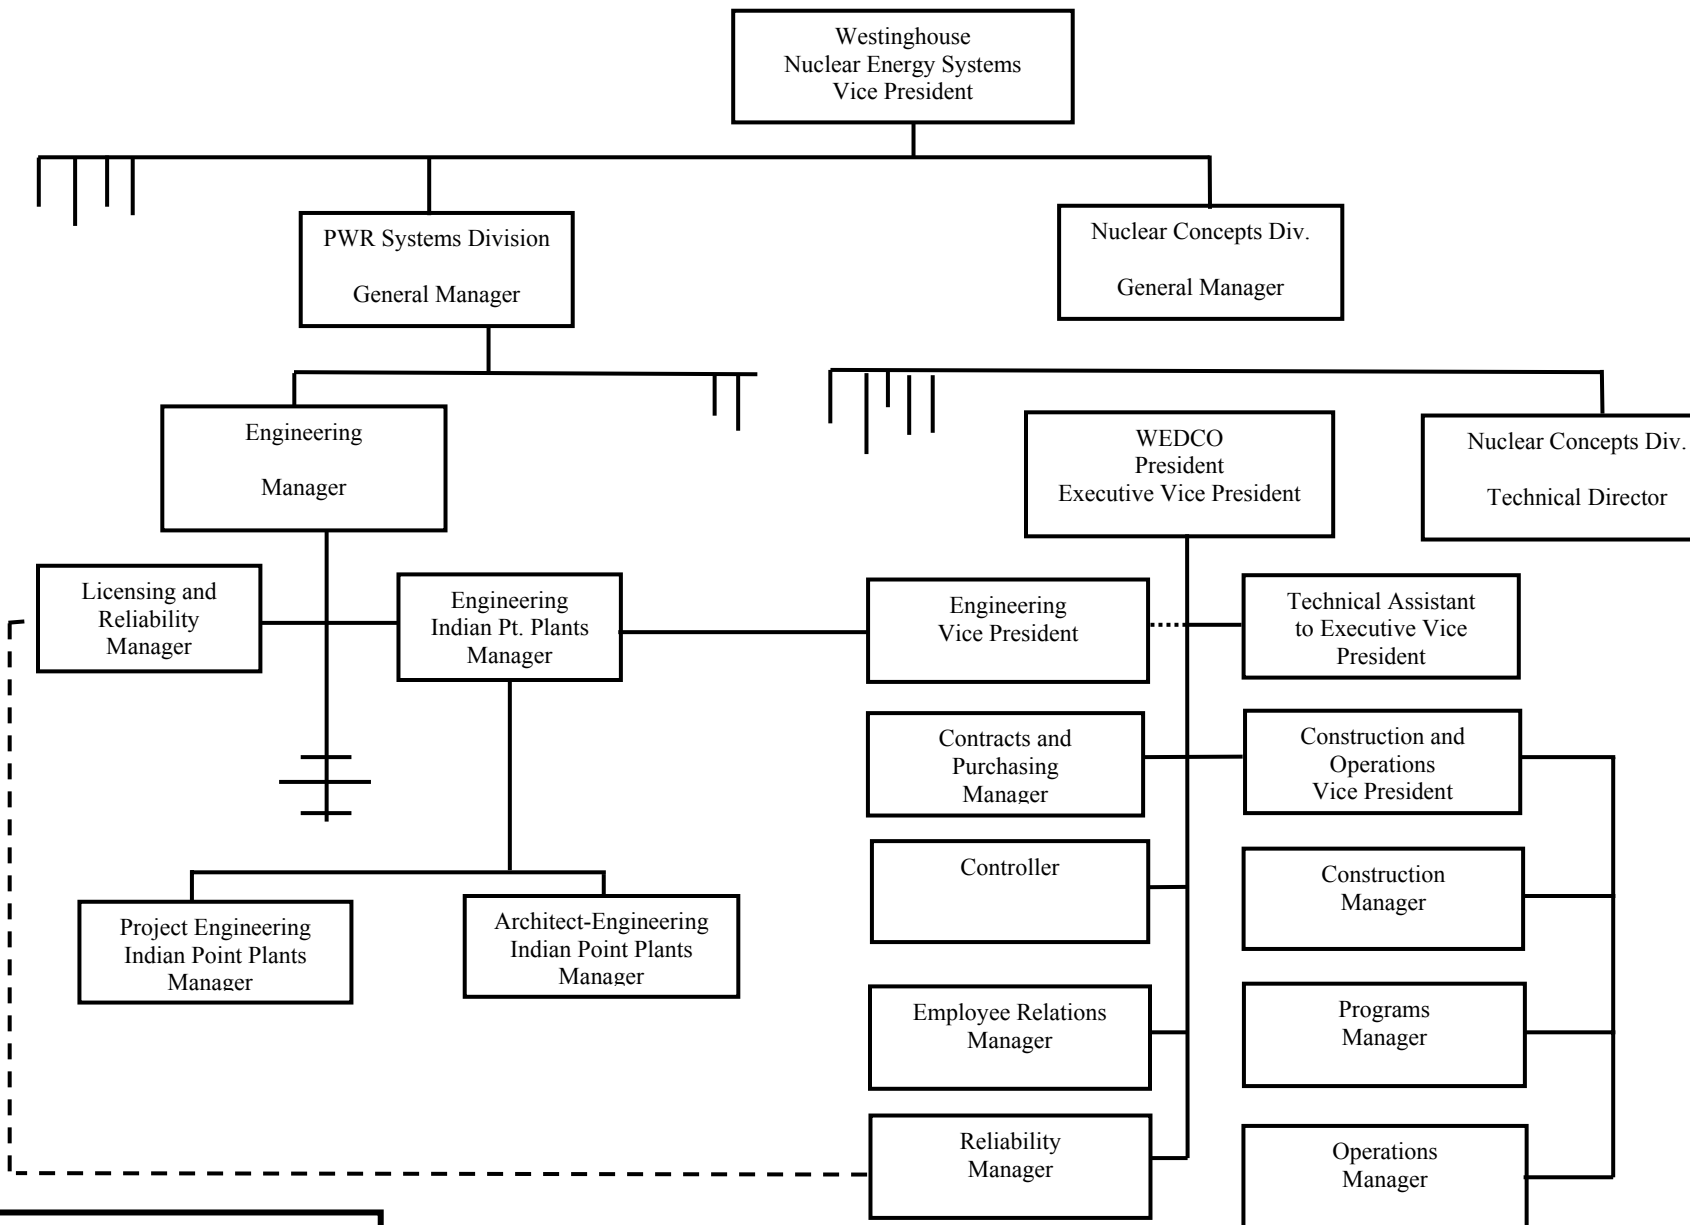 Westinghouse
Nuclear Energy Systems
Vice President
PWR Systems Division
General Manager
Nuclear Concepts Div.
General Manager
Engineering
Manager
WEDCO
President
Executive Vice President
Nuclear Concepts Div.
Technical Director
Licensing and
Reliability
Manager
Engineering
Indian Pt. Plants
Manager
Engineering
Vice President
Technical Assistant
to Executive Vice
President
Contracts and
Purchasing
Manager
Construction and
Operations
Vice President
Controller
Construction
Manager
Project Engineering
Indian Point Plants
Manager
Architect-Engineering
Indian Point Plants
Manager
Employee Relations
Manager
Programs
Manager
Reliability
Manager
Operations
Manager